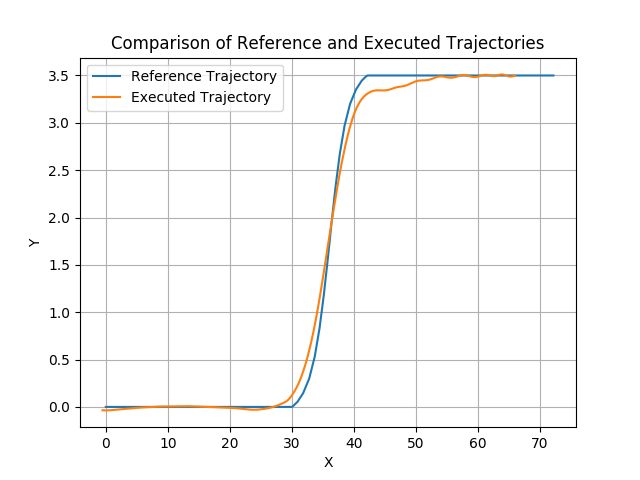 Comparison of Reference and Executed Trajectories
Reference Trajectory
Executed Trajectory
3.5
3.0
2.5
2.0
1.5
1.0
0.5
0.0
Y
0 10 20 30 40 50 60 70
X